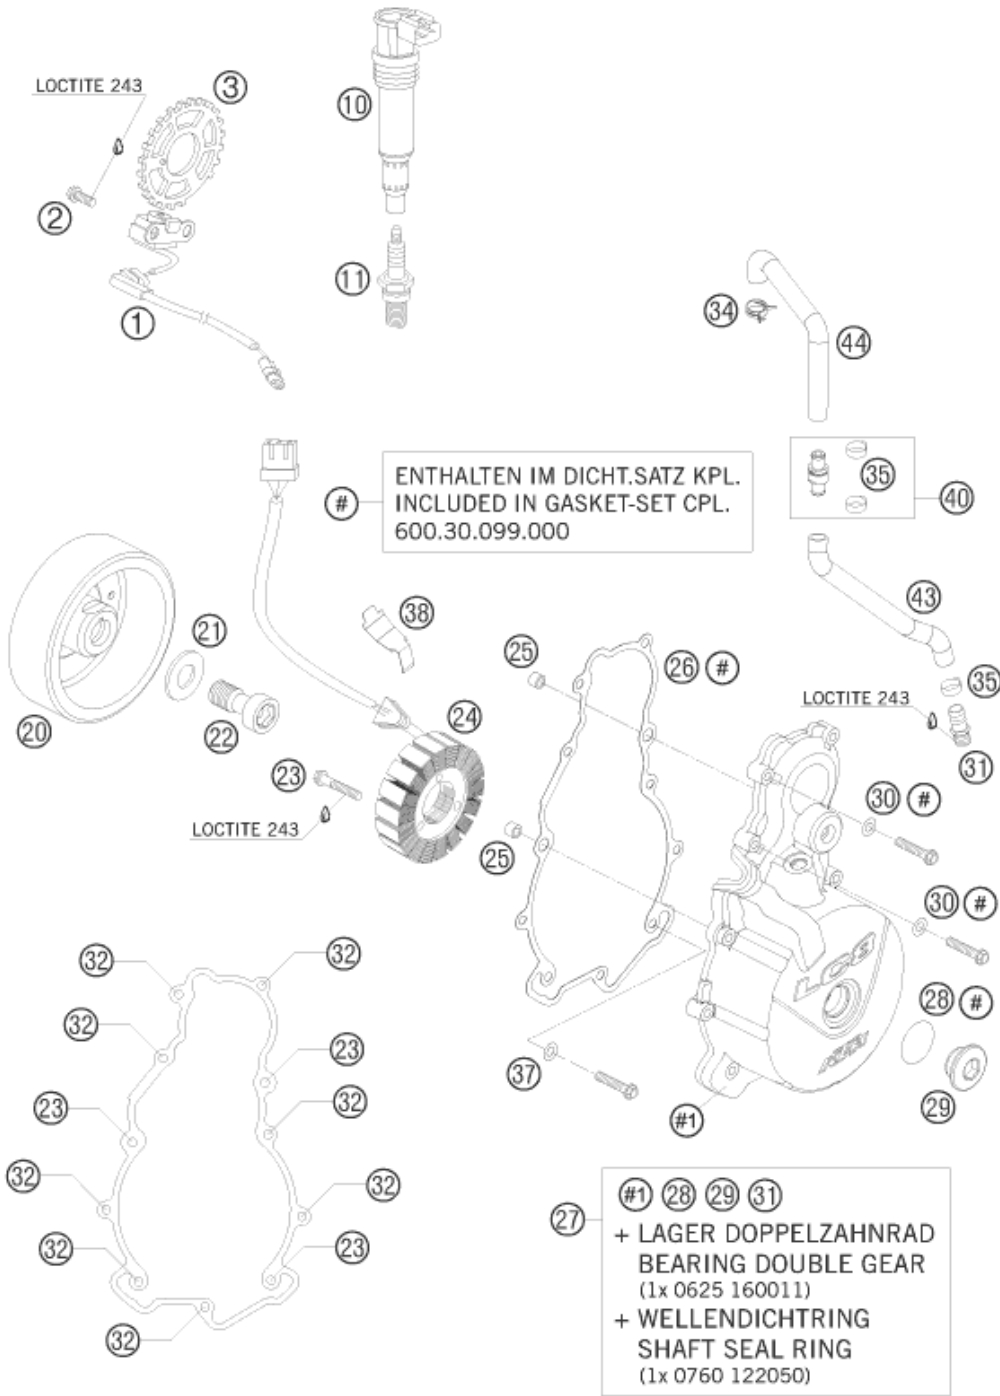 LOCTITE 243
3
2
1
10
11
34
44
35
40
43
35
LOCTITE 243
31
#
ENTHALTEN IM DICHT.SATZ KPL.
INCLUDED IN GASKET-SET CPL.
600.30.099.000
38
20
21
22
23
LOCTITE 243
24
25
26 #
25
30 #
30 #
LC8
KTM
28 #
29
37
#1
32
32
32
23
23
32
32
32
32
23
32
27
#1 28 29 31
+ LAGER DOPPELZAHNRAD
BEARING DOUBLE GEAR
(1x 0625 160011)
+ WELLENDICHTRING
SHAFT SEAL RING
(1x 0760 122050)